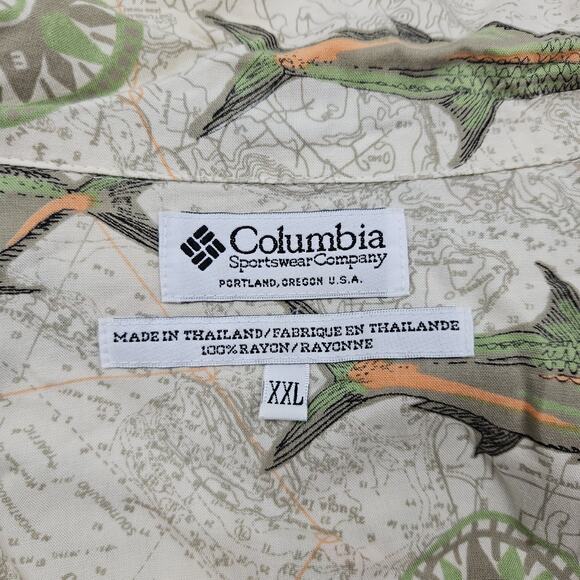 Columbia
Sportswear Company
PORTLAND, OREGON U.S.A.
MADE IN THAILAND/FABRIQUE EN THAILANDE
100% RAYON/RAYONNE
XXL
E